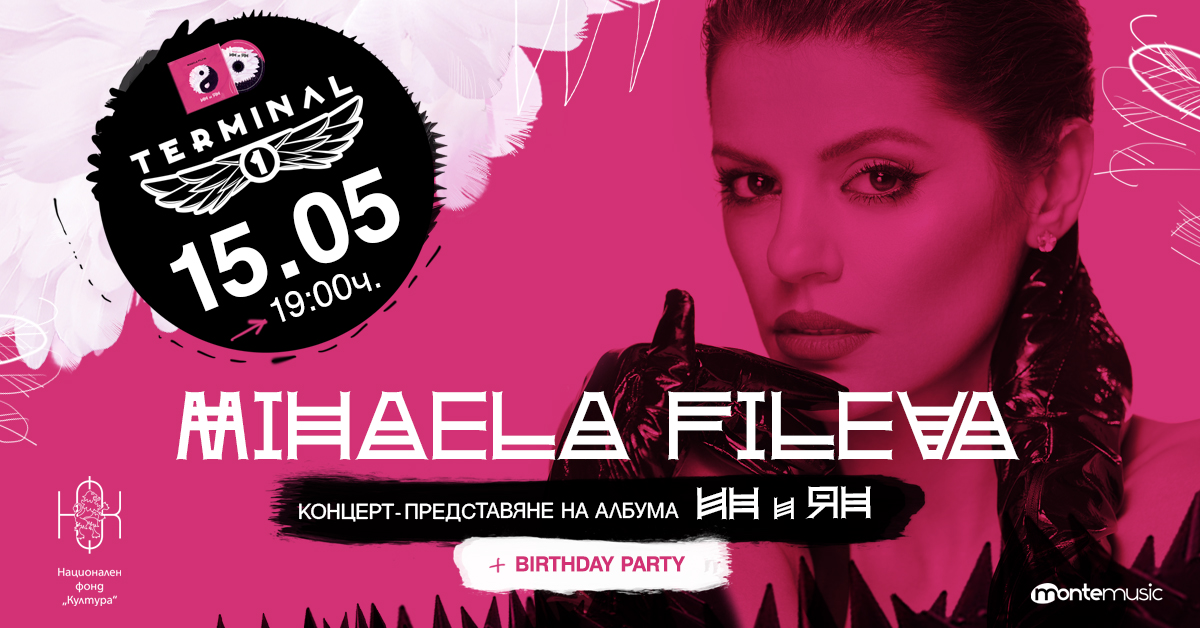 TERMINAL
1
15.05
19:00ч.
MIHAELA FILEVA
КОНЦЕРТ-ПРЕДСТАВЯНЕ НА АЛБУМА ИН и ЯН
+ BIRTHDAY PARTY
НФК
Национален
фонд
„Култура“
montemusic